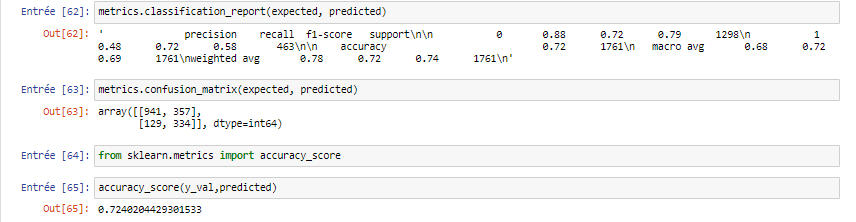 Entrée [62]: metrics.classification_report(expected, predicted)
Out[62]: '              precision    recall  f1-score   support\n\n           0       0.88      0.72      0.79      1298\n           1
0.48      0.72      0.58       463\n\n    accuracy                           0.72      1761\n   macro avg       0.68      0.72
0.69      1761\nweighted avg       0.78      0.72      0.74      1761\n'
Entrée [63]: metrics.confusion_matrix(expected, predicted)
Out[63]: array([[941, 357],
[129, 334]], dtype=int64)
Entrée [64]: from sklearn.metrics import accuracy_score
Entrée [65]: accuracy_score(y_val,predicted)
Out[65]: 0.7240204429301533